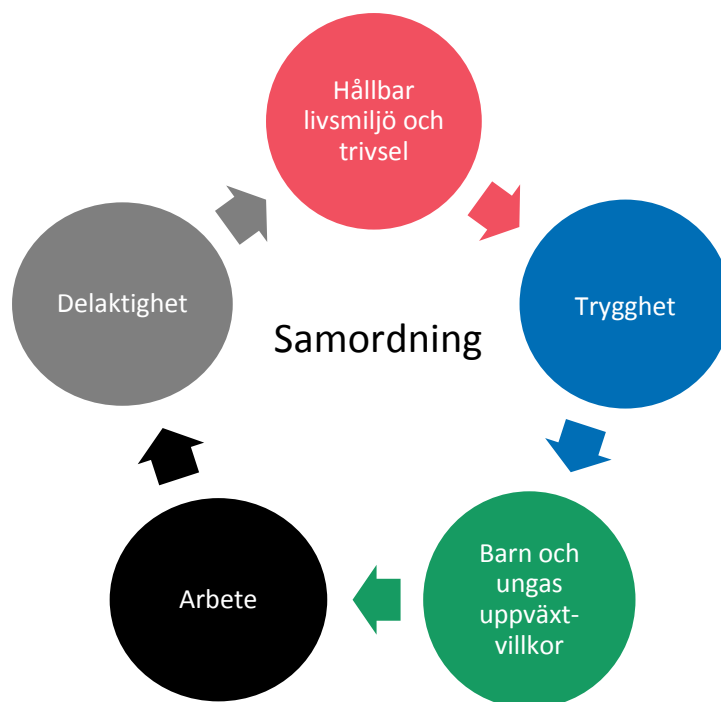 Hållbar
livsmiljö och
trivsel
Delaktighet
Trygghet
Samordning
Arbete
Barn och
ungas
uppväxt-
villkor